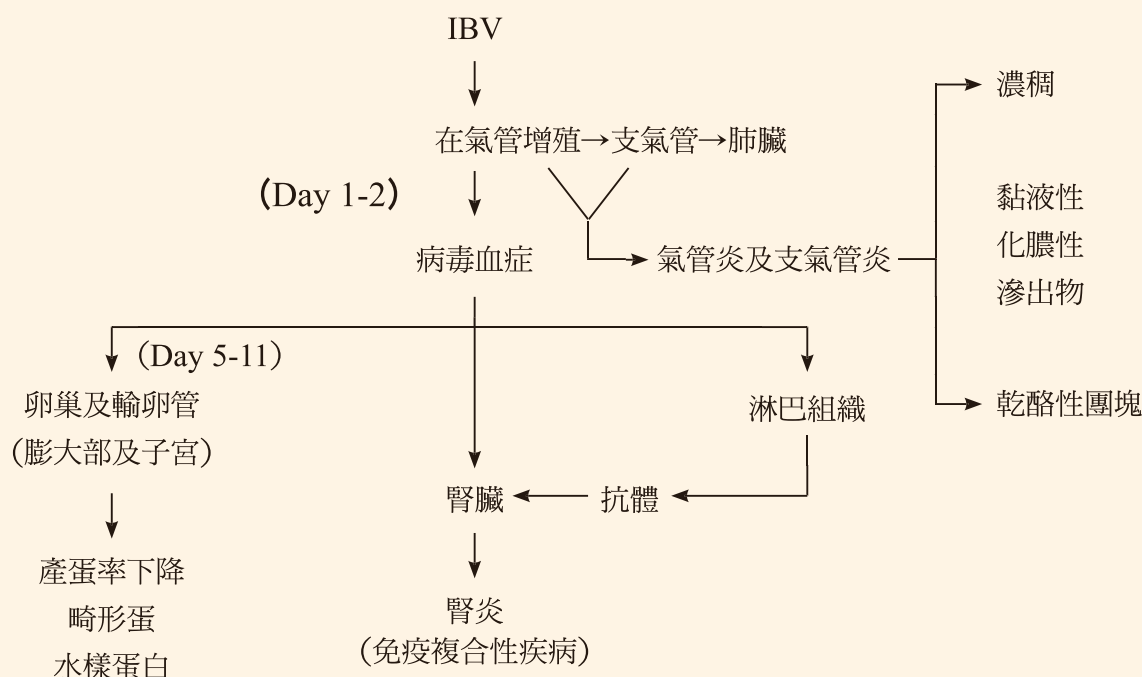 IBV
濃稠
在氣管增殖→支氣管→肺臟
(Day 1-2)
黏液性
化膿性
滲出物
病毒血症
氣管炎及支氣管炎
(Day 5-11)
卵巢及輸卵管
(膨大部及子宮)
淋巴組織
乾酪性團塊
腎臟
抗體
產蛋率下降
畸形蛋
水樣蛋白
腎炎
(免疫複合性疾病)